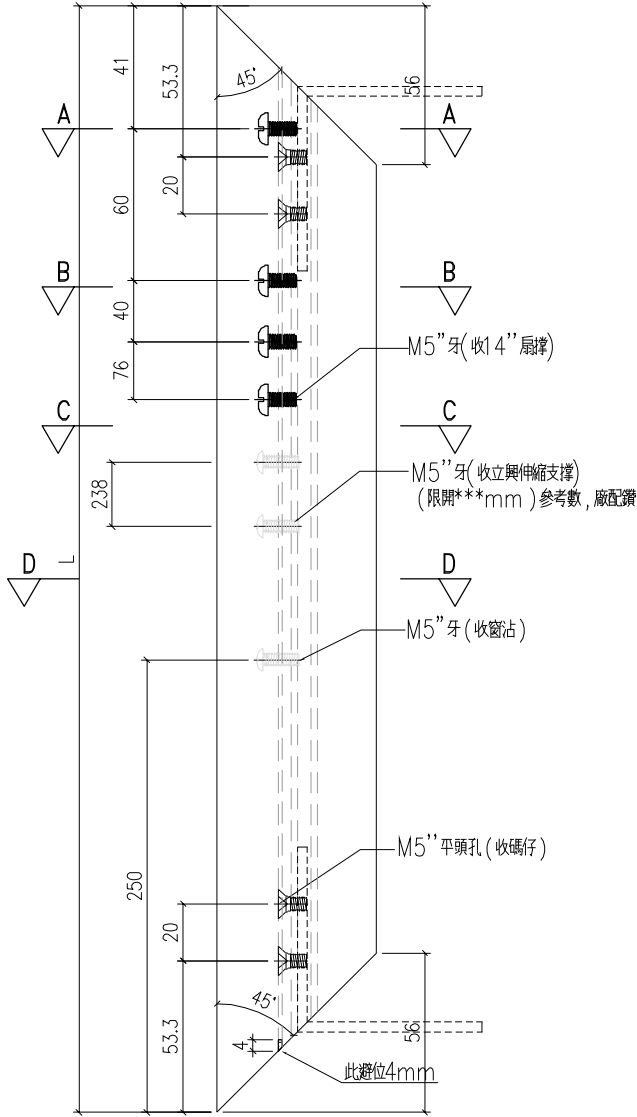 41
53.3
45°
56
A
A
20
60
B
B
40
M5”牙(收14’’扇撐)
76
C
C
M5’’牙(收立興伸縮支撐)
(限開***mm)參考數,廠配鑽
238
L
D
D
M5”牙(收窗沾)
M5’’平頭孔(收碼仔)
250
20
45°
53.3
4
56
此避位4mm